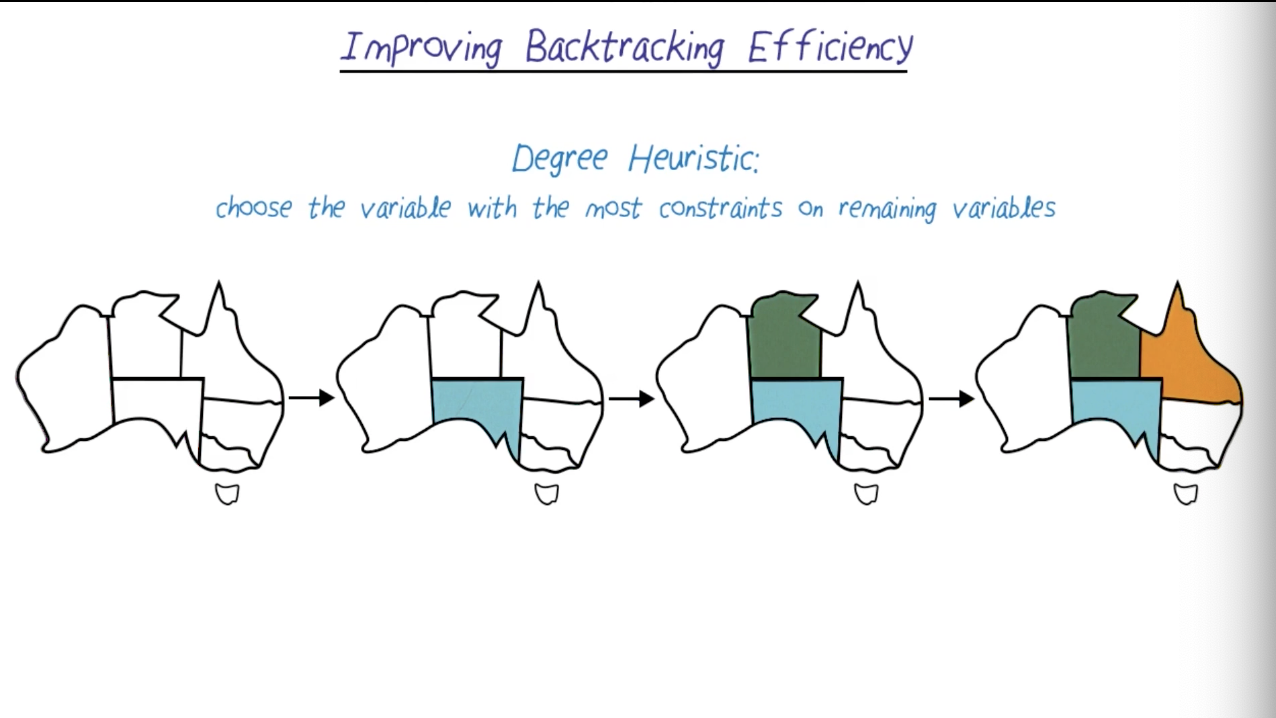 Improving Backtracking Efficiency
Degree Heuristic:
choose the variable with the most constraints on remaining variables